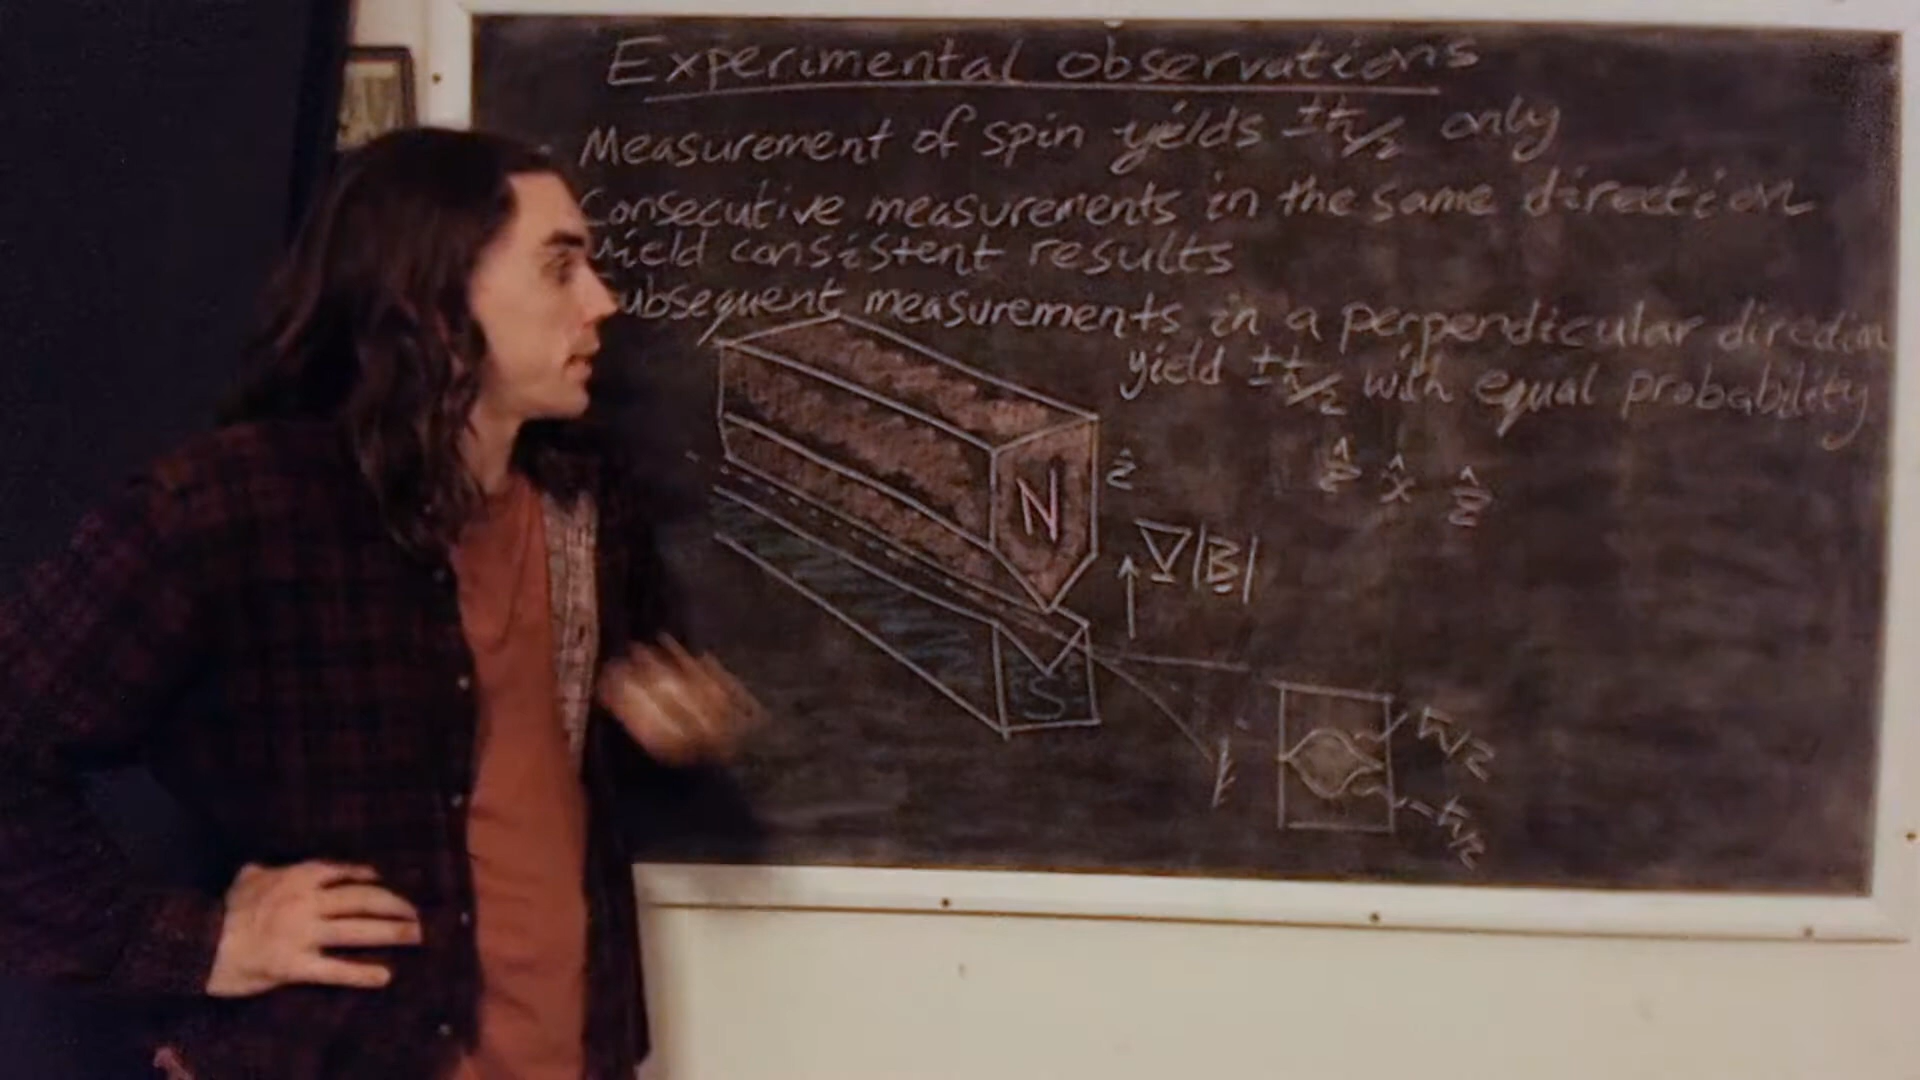 Experimental observations
Measurement of spin yields ±ħ/2 only
Consecutive measurements in the same direction
yield consistent results
Subsequent measurements in a perpendicular direction
yield ±ħ/2 with equal probability
ẑ x̂ ẑ
ẑ
N
∇|B|
S
ħ/2
-ħ/2